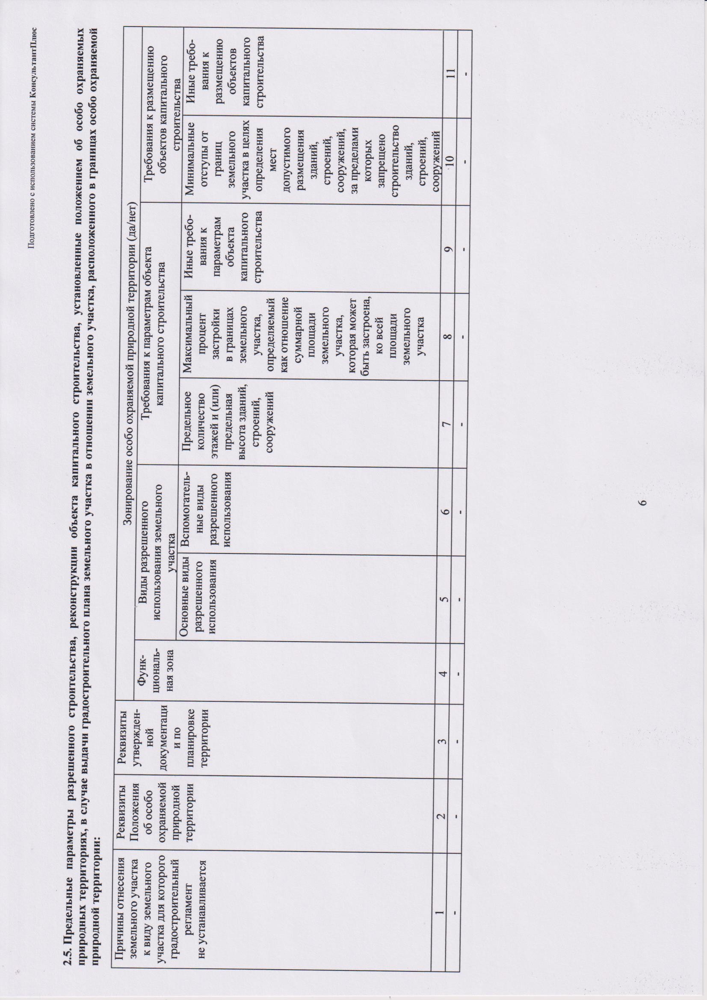 Подготовлено с использованием системы КонсультантПлюс
2.5. Предельные параметры разрешенного строительства, реконструкции объекта капитального строительства, установленные положением об особо охраняемых
природных территориях, в случае выдачи градостроительного плана земельного участка в отношении земельного участка, расположенного в границах особо охраняемой
природной территории:
Причины отнесения
земельного участка
к виду земельного
участка для которого
градостроительный
регламент
не устанавливается
Реквизиты
Положения
об особо
охраняемой
природной
территории
Реквизиты
утвержден-
ной
документаци
и по
планировке
территории
Зонирование особо охраняемой природной территории (да/нет)
Функ-
циональ-
ная зона
Виды разрешенного
использования земельного
участка
Требования к параметрам объекта
капитального строительства
Требования к размещению
объектов капитального
строительства
Основные виды
разрешенного
использования
Вспомогатель-
ные виды
разрешенного
использования
Предельное
количество
этажей и (или)
предельная
высота зданий,
строений,
сооружений
Максимальный
процент
застройки
в границах
земельного
участка,
определяемый
как отношение
суммарной
площади
земельного
участка,
которая может
быть застроена,
ко всей
площади
земельного
участка
Иные требо-
вания к
параметрам
объекта
капитального
строительства
Минимальные
отступы от
границ
земельного
участка в целях
определения
мест
допустимого
размещения
зданий,
строений,
сооружений,
за пределами
которых
запрещено
строительство
зданий,
строений,
сооружений
Иные требо-
вания к
размещению
объектов
капитального
строительства
1 2 3 4 5 6 7 8 9 10 11
- - - - - - - - - - -
6